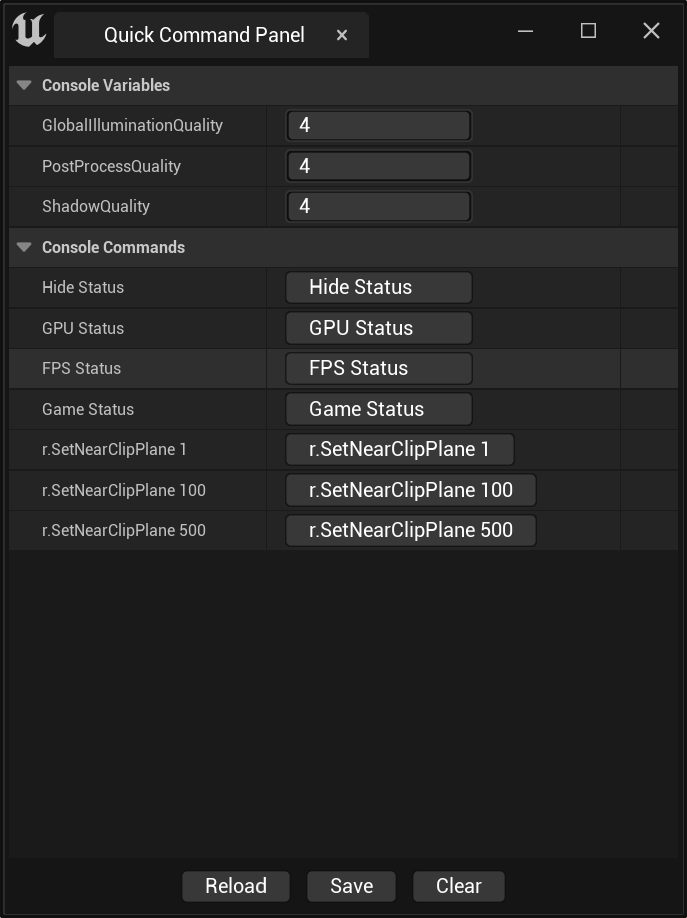 Quick Command Panel
Console Variables
GlobalIlluminationQuality 4
PostProcessQuality 4
ShadowQuality 4
Console Commands
Hide Status Hide Status
GPU Status GPU Status
FPS Status FPS Status
Game Status Game Status
r.SetNearClipPlane 1 r.SetNearClipPlane 1
r.SetNearClipPlane 100 r.SetNearClipPlane 100
r.SetNearClipPlane 500 r.SetNearClipPlane 500
Reload Save Clear